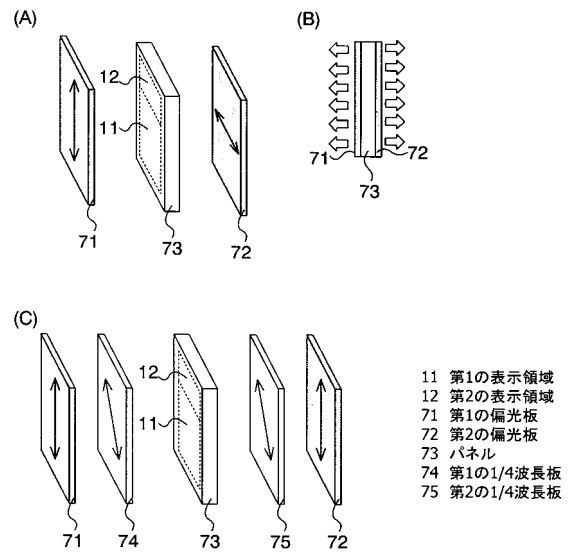 (A)
12
11
71
73
72
(B)
71
72
73
(C)
12
11
71
74
73
75
72
11 第1の表示領域
12 第2の表示領域
71 第1の偏光板
72 第2の偏光板
73 パネル
74 第1の1/4波長板
75 第2の1/4波長板